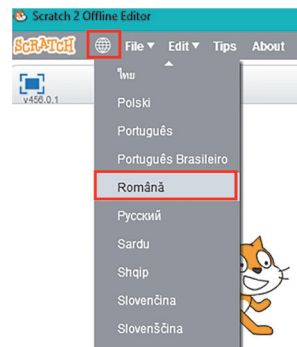 Scratch 2 Offline Editor
SCRATCH File Edit Tips About
v456.0.1
ไทย
Polski
Português
Português Brasileiro
Română
Русский
Sardu
Shqip
Slovenčina
Slovenščina